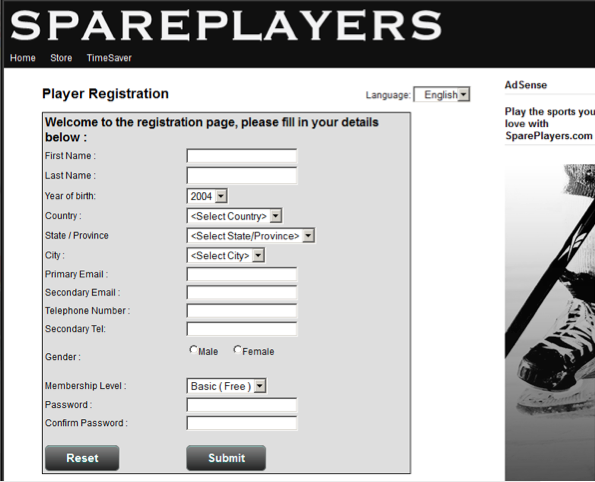 SPAREPLAYERS
Home Store TimeSaver
Player Registration
Language: English
Welcome to the registration page, please fill in your details
below :
First Name :
Last Name :
Year of birth: 2004
Country : <Select Country>
State / Province <Select State/Province>
City : <Select City>
Primary Email :
Secondary Email :
Telephone Number :
Secondary Tel:
Gender : Male Female
Membership Level : Basic ( Free )
Password :
Confirm Password :
Reset Submit
AdSense
Play the sports you
love with
SparePlayers.com